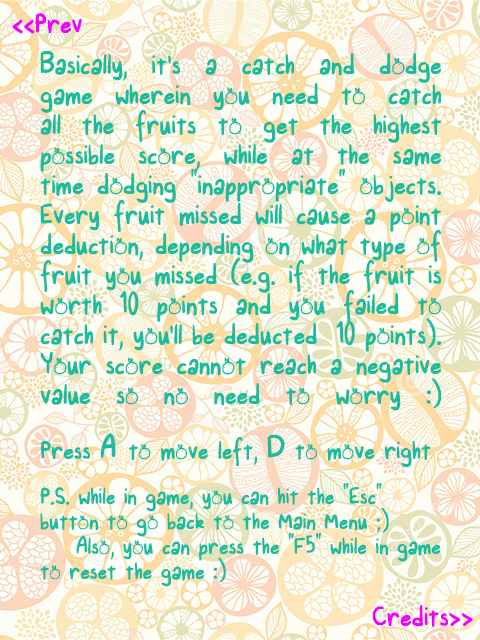 <<Prev
Basically, it's a catch and dodge
game wherein you need to catch
all the fruits to get the highest
possible score, while at the same
time dodging "inappropriate" objects.
Every fruit missed will cause a point
deduction, depending on what type of
fruit you missed (e.g. if the fruit is
worth 10 points and you failed to
catch it, you'll be deducted 10 points).
Your score cannot reach a negative
value so no need to worry :)
Press A to move left, D to move right
P.S. while in game, you can hit the "Esc"
button to go back to the Main Menu ;)
Also, you can press the "F5" while in game
to reset the game :)
Credits>>